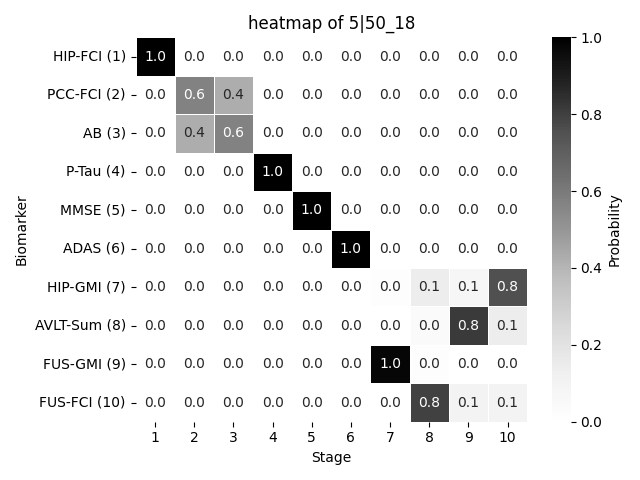 heatmap of 5|50_18
HIP-FCI (1) 1.0 0.0 0.0 0.0 0.0 0.0 0.0 0.0 0.0 0.0
PCC-FCI (2) 0.0 0.6 0.4 0.0 0.0 0.0 0.0 0.0 0.0 0.0
AB (3) 0.0 0.4 0.6 0.0 0.0 0.0 0.0 0.0 0.0 0.0
P-Tau (4) 0.0 0.0 0.0 1.0 0.0 0.0 0.0 0.0 0.0 0.0
MMSE (5) 0.0 0.0 0.0 0.0 1.0 0.0 0.0 0.0 0.0 0.0
ADAS (6) 0.0 0.0 0.0 0.0 0.0 1.0 0.0 0.0 0.0 0.0
HIP-GMI (7) 0.0 0.0 0.0 0.0 0.0 0.0 0.0 0.1 0.1 0.8
AVLT-Sum (8) 0.0 0.0 0.0 0.0 0.0 0.0 0.0 0.0 0.8 0.1
FUS-GMI (9) 0.0 0.0 0.0 0.0 0.0 0.0 1.0 0.0 0.0 0.0
FUS-FCI (10) 0.0 0.0 0.0 0.0 0.0 0.0 0.0 0.8 0.1 0.1
1 2 3 4 5 6 7 8 9 10
Stage
Biomarker
1.0
0.8
0.6
0.4
0.2
0.0
Probability